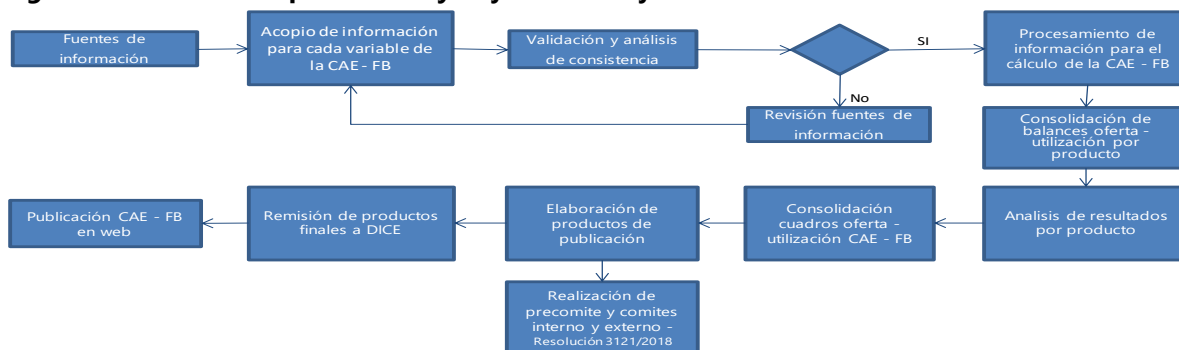 Fuentes de
información
Acopio de información
para cada variable de
la CAE - FB
Validación y análisis
de consistencia
SI
No
Revisión fuentes de
información
Procesamiento de
información para el
cálculo de la CAE - FB
Consolidación de
balances oferta -
utilización por
producto
Analisis de resultados
por producto
Consolidación
cuadros oferta -
utilización CAE - FB
Elaboración de
productos de
publicación
Realización de
precomite y comites
interno y externo -
Resolución 3121/2018
Remisión de productos
finales a DICE
Publicación CAE - FB
en web